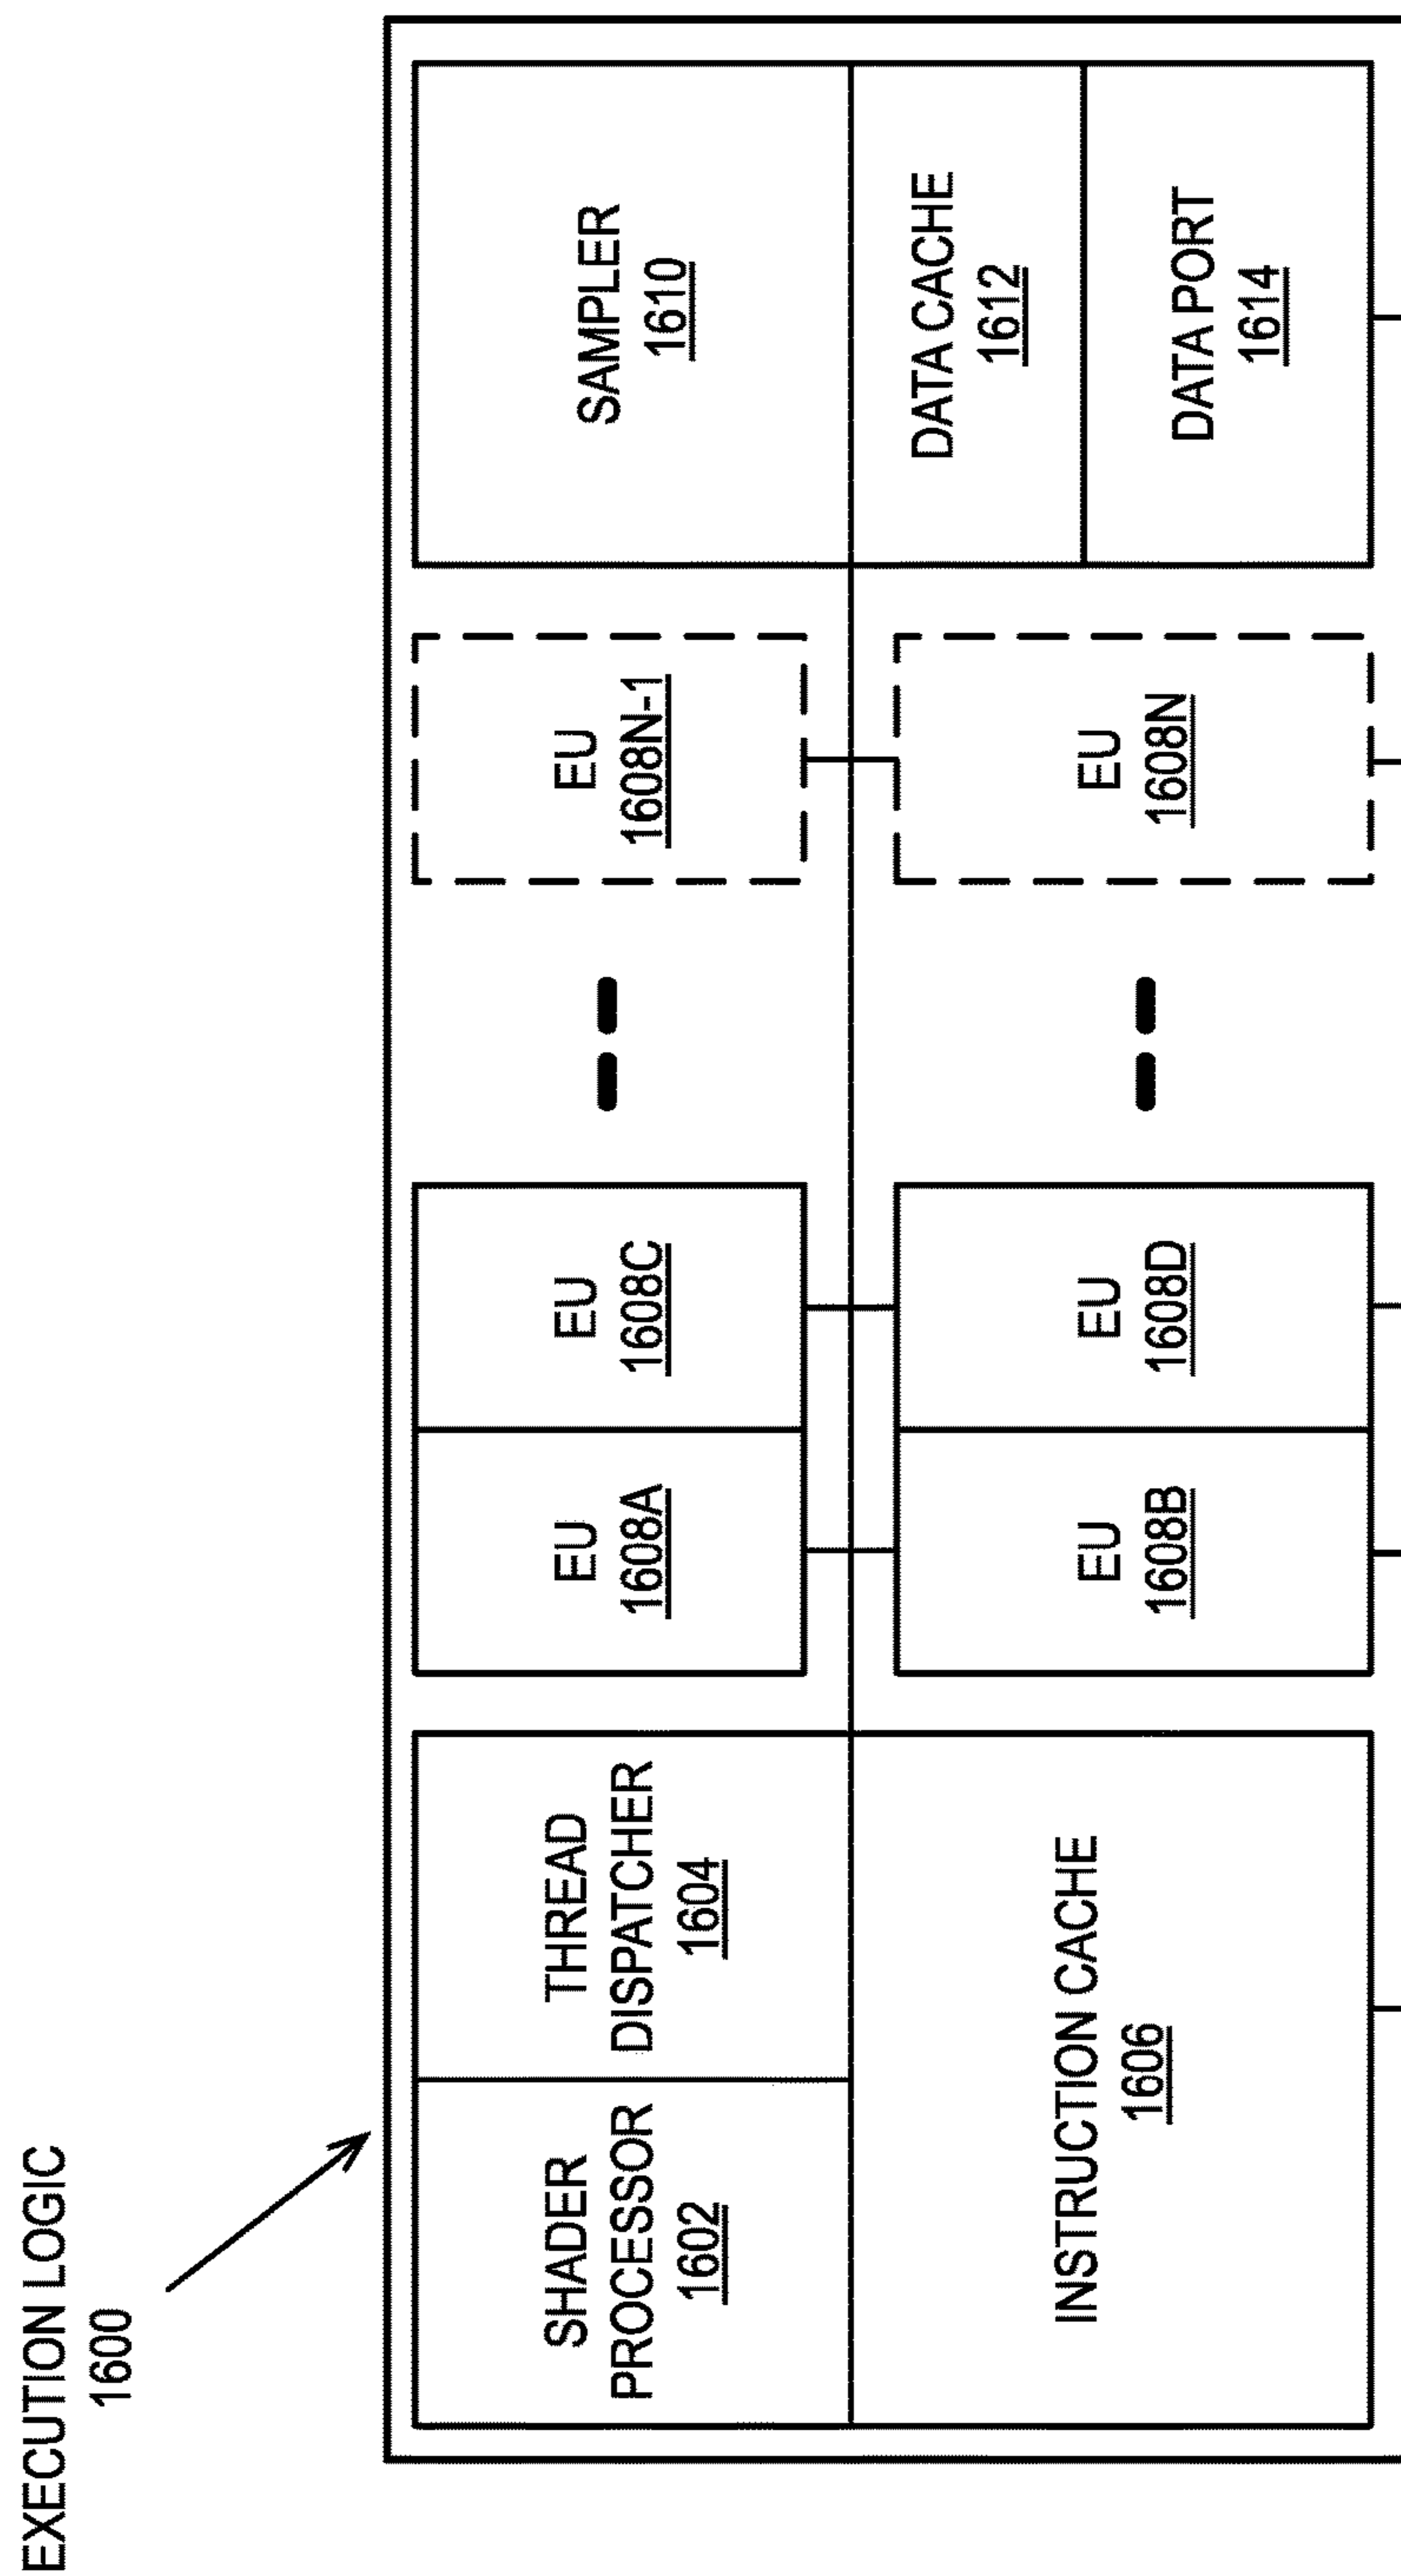 EXECUTION LOGIC
1600
SHADER
PROCESSOR
1602
THREAD
DISPATCHER
1604
INSTRUCTION CACHE
1606
EU
1608A
EU
1608C
EU
1608B
EU
1608D
EU
1608N-1
EU
1608N
SAMPLER
1610
DATA CACHE
1612
DATA PORT
1614